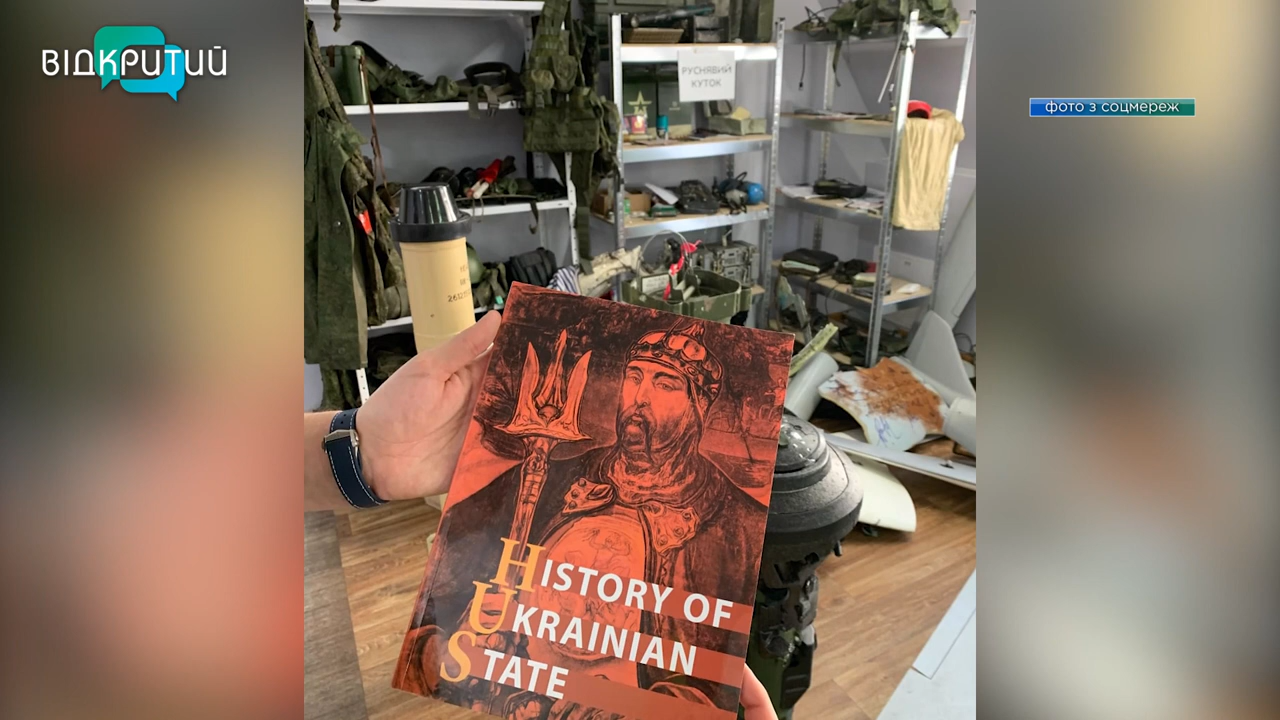 ВІДКРИТИЙ
фото з соцмереж
РУСНЯВИЙ
КУТОК
HISTORY OF
UKRAINIAN
STATE